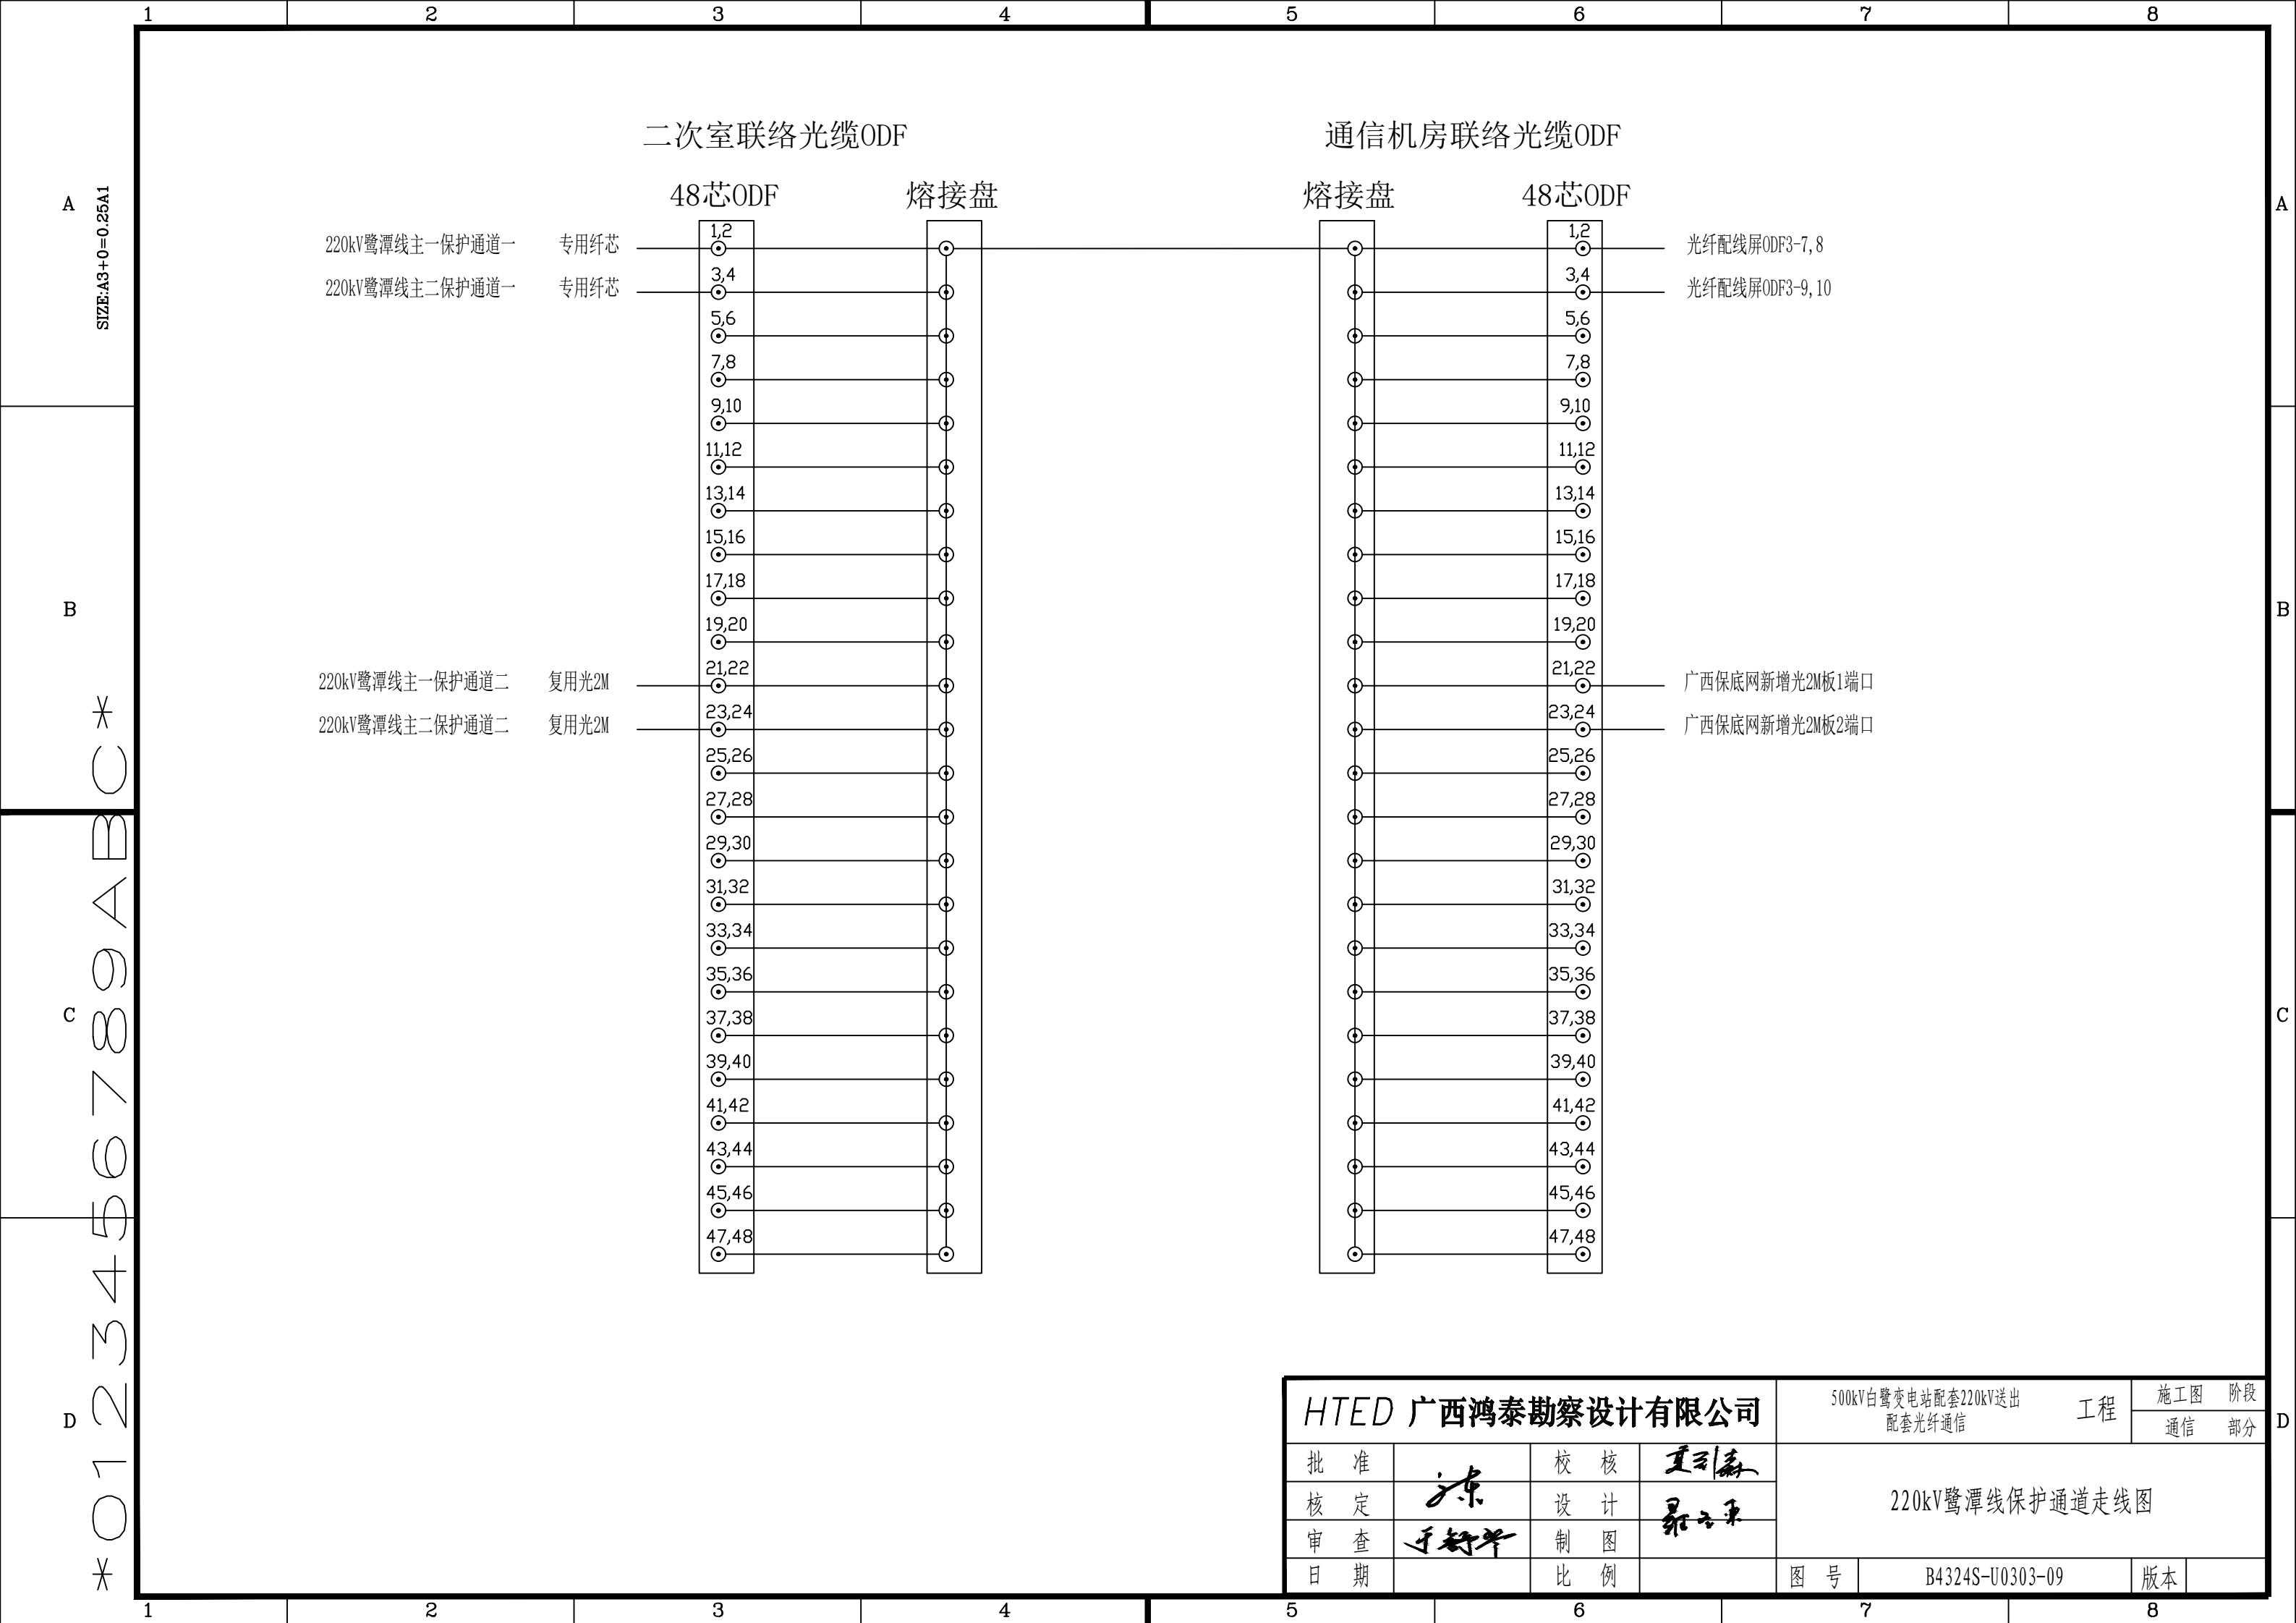 1 2 3 4 5 6 7 8
二次室联络光缆ODF 通信机房联络光缆ODF
A SIZE:A3+0=0.25A1 A
48芯ODF 熔接盘 熔接盘 48芯ODF
1,2 1,2
220kV鹭潭线主一保护通道一 专用纤芯 光纤配线屏ODF3-7,8
3,4 3,4
220kV鹭潭线主二保护通道一 专用纤芯 光纤配线屏ODF3-9,10
5,6 5,6
7,8 7,8
9,10 9,10
11,12 11,12
13,14 13,14
15,16 15,16
17,18 17,18
B B
19,20 19,20
21,22 21,22
220kV鹭潭线主一保护通道二 复用光2M 广西保底网新增光2M板1端口
23,24 23,24
220kV鹭潭线主二保护通道二 复用光2M 广西保底网新增光2M板2端口
25,26 25,26
27,28 27,28
29,30 29,30
31,32 31,32
33,34 33,34
35,36 35,36
C C
37,38 37,38
39,40 39,40
41,42 41,42
43,44 43,44
45,46 45,46
47,48 47,48
*0123456789ABC*
D D
HTED 广西鸿泰勘察设计有限公司
500kV白鹭变电站配套220kV送出
配套光纤通信
工程
施工图 阶段
通信 部分
批 准 校 核
核 定 设 计
审 查 制 图
日 期 比 例
220kV鹭潭线保护通道走线图
图 号 B4324S-U0303-09 版本
1 2 3 4 5 6 7 8